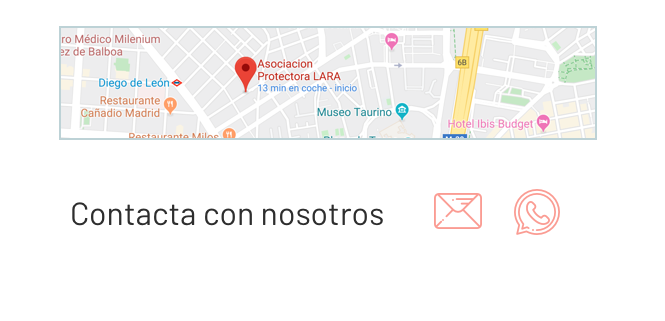 ro Médico Milenium
ez de Balboa
Asociacion
Protectora LARA
13 min en coche - inicio
6B
Diego de León
Restaurante
Cañadio Madrid
Museo Taurino
Hotel Ibis Budget
Restaurante Milos
Contacta con nosotros